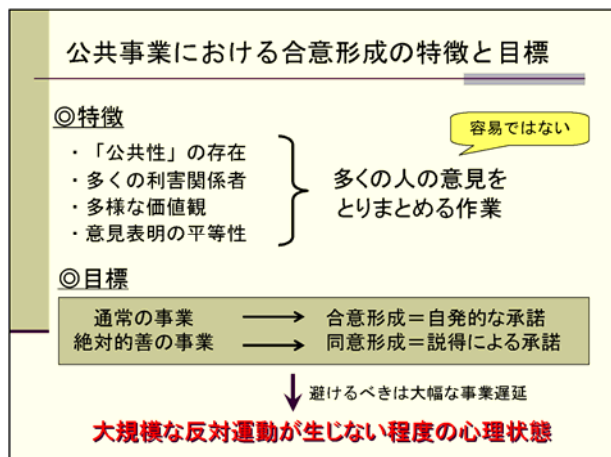 公共事業における合意形成の特徴と目標
◎特徴
容易ではない
・「公共性」の存在
・多くの利害関係者
・多様な価値観
・意見表明の平等性
多くの人の意見を
とりまとめる作業
◎目標
通常の事業 → 合意形成＝自発的な承諾
絶対的善の事業 → 同意形成＝説得による承諾
避けるべきは大幅な事業遅延
大規模な反対運動が生じない程度の心理状態